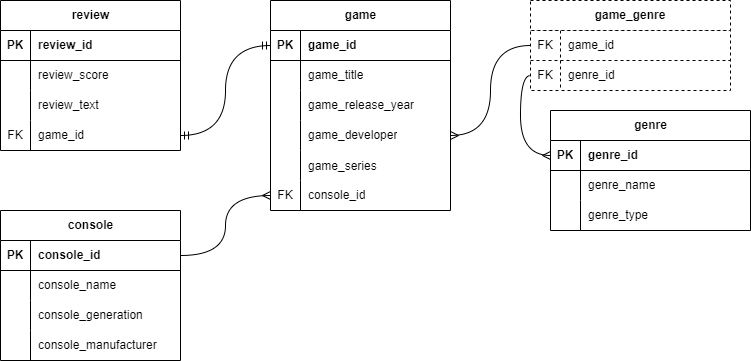 review
PK review_id
review_score
review_text
FK game_id
game
PK game_id
game_title
game_release_year
game_developer
game_series
FK console_id
game_genre
FK game_id
FK genre_id
genre
PK genre_id
genre_name
genre_type
console
PK console_id
console_name
console_generation
console_manufacturer